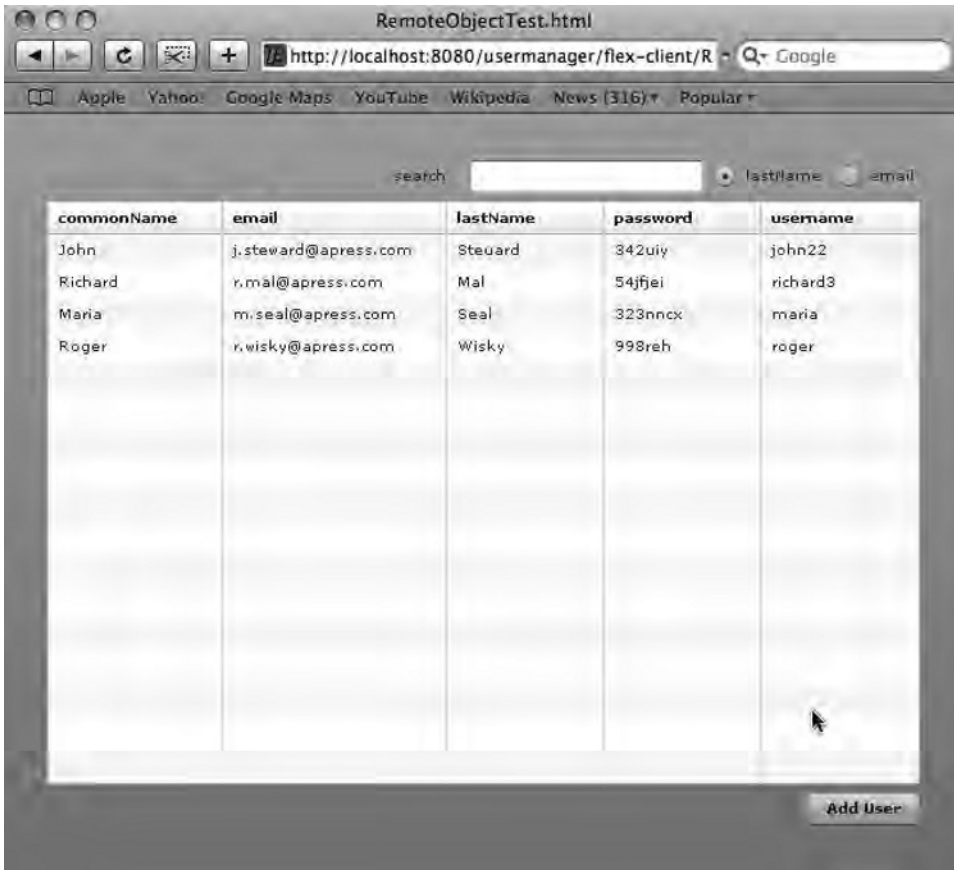 RemoteObjectTest.html
http://localhost:8080/usermanager/flex-client/R Google
Apple Yahoo! Google Maps YouTube Wikipedia News (316) Popular
search lastName email
commonName email lastName password username
John j.steward@apress.com Steuard 342uiy john22
Richard r.mal@apress.com Mal 54jfjei richard3
Maria m.seal@apress.com Seal 323nncx maria
Roger r.wisky@apress.com Wisky 998reh roger
Add User